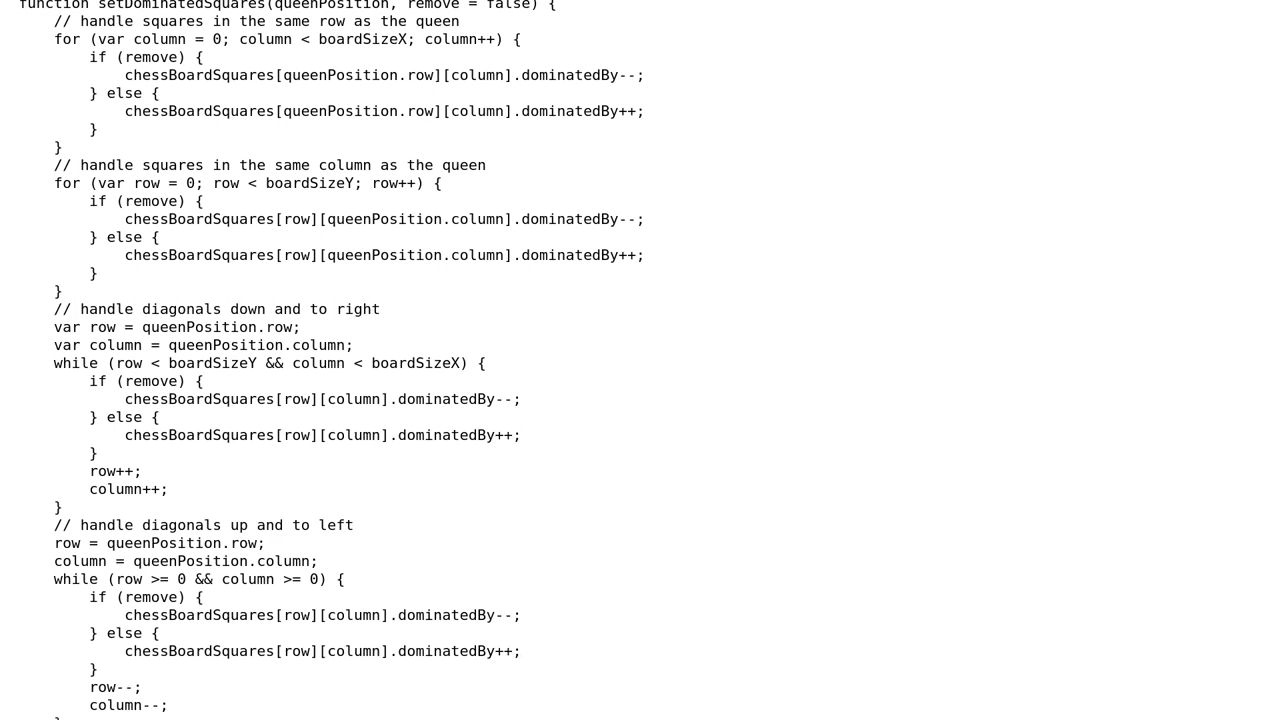 function setDominatedSquares(queenPosition, remove = false) {
    // handle squares in the same row as the queen
    for (var column = 0; column < boardSizeX; column++) {
        if (remove) {
            chessBoardSquares[queenPosition.row][column].dominatedBy--;
        } else {
            chessBoardSquares[queenPosition.row][column].dominatedBy++;
        }
    }
    // handle squares in the same column as the queen
    for (var row = 0; row < boardSizeY; row++) {
        if (remove) {
            chessBoardSquares[row][queenPosition.column].dominatedBy--;
        } else {
            chessBoardSquares[row][queenPosition.column].dominatedBy++;
        }
    }
    // handle diagonals down and to right
    var row = queenPosition.row;
    var column = queenPosition.column;
    while (row < boardSizeY && column < boardSizeX) {
        if (remove) {
            chessBoardSquares[row][column].dominatedBy--;
        } else {
            chessBoardSquares[row][column].dominatedBy++;
        }
        row++;
        column++;
    }
    // handle diagonals up and to left
    row = queenPosition.row;
    column = queenPosition.column;
    while (row >= 0 && column >= 0) {
        if (remove) {
            chessBoardSquares[row][column].dominatedBy--;
        } else {
            chessBoardSquares[row][column].dominatedBy++;
        }
        row--;
        column--;
    }